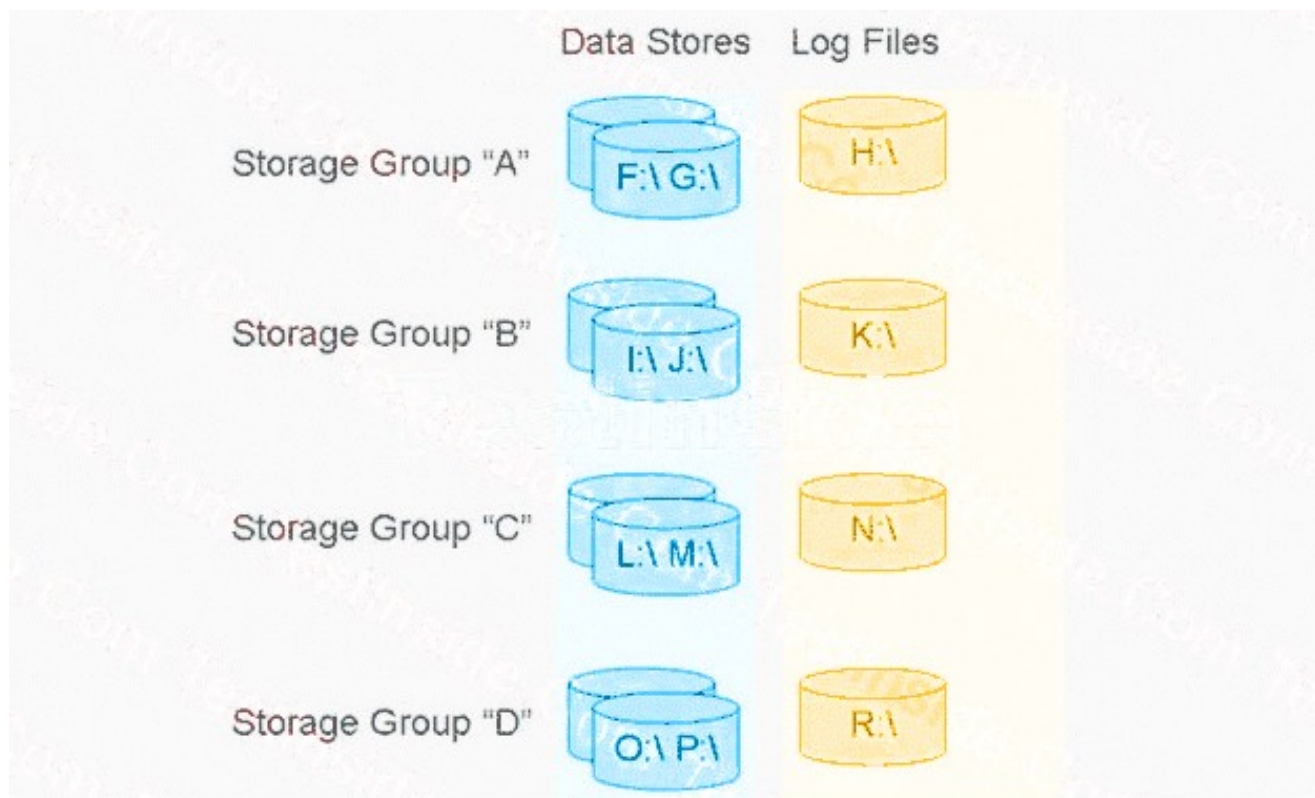 Data Stores Log Files
Storage Group "A" F:\ G:\ H:\
Storage Group "B" I:\ J:\ K:\
Storage Group "C" L:\ M:\ N:\
Storage Group "D" O:\ P:\ R:\